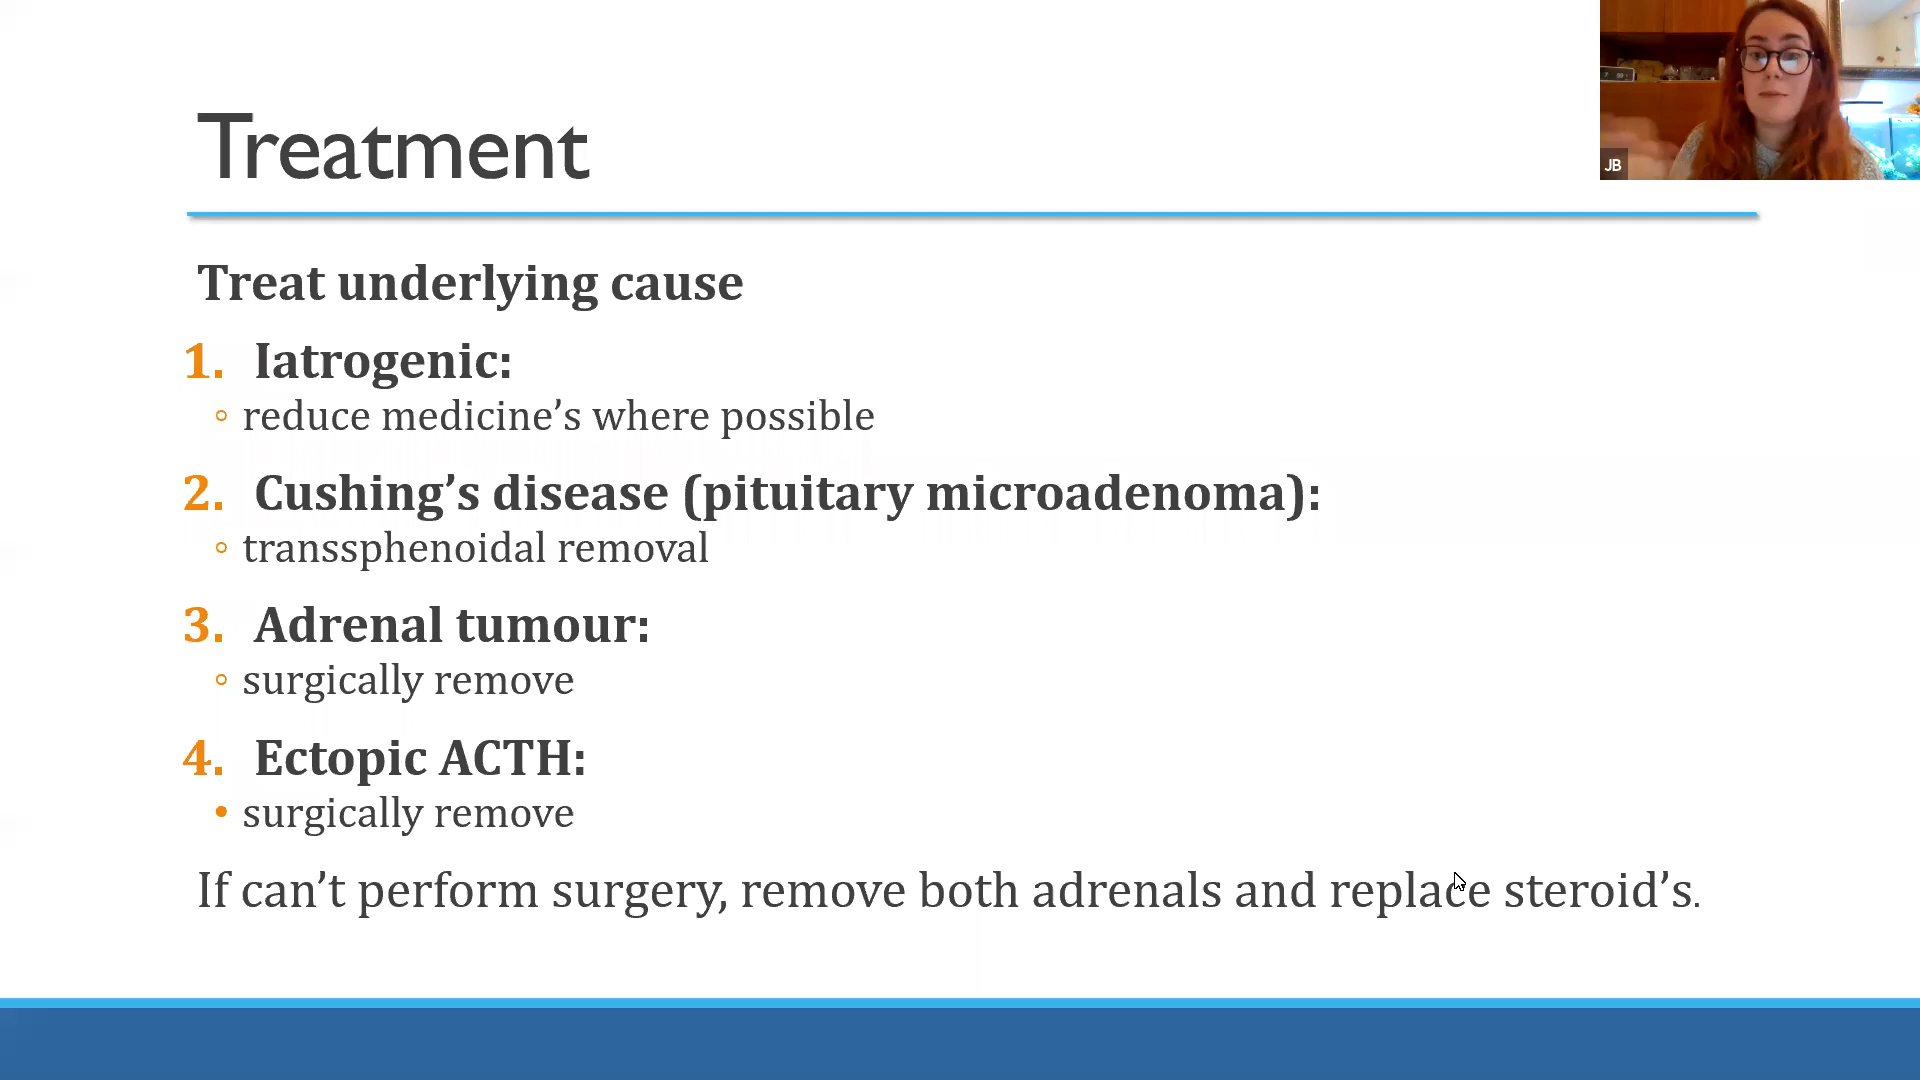 Treatment
JB
Treat underlying cause
1. Iatrogenic:
◦ reduce medicine’s where possible
2. Cushing’s disease (pituitary microadenoma):
◦ transsphenoidal removal
3. Adrenal tumour:
◦ surgically remove
4. Ectopic ACTH:
• surgically remove
If can’t perform surgery, remove both adrenals and replace steroid’s.